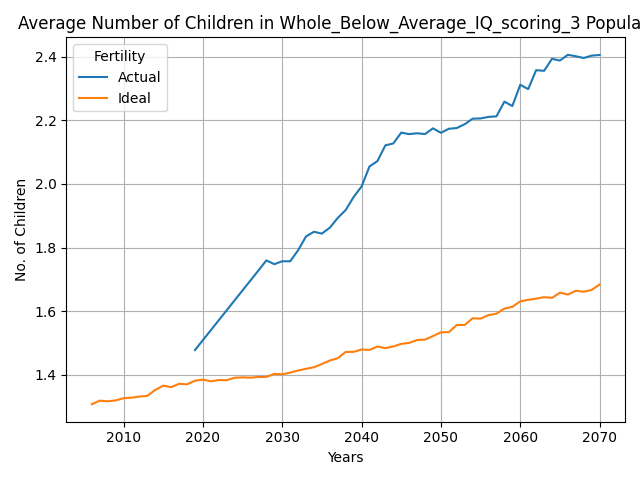 Average Number of Children in Whole_Below_Average_IQ_scoring_3 Popula
Fertility
Actual
Ideal
No. of Children
2.4
2.2
2.0
1.8
1.6
1.4
2010 2020 2030 2040 2050 2060 2070
Years